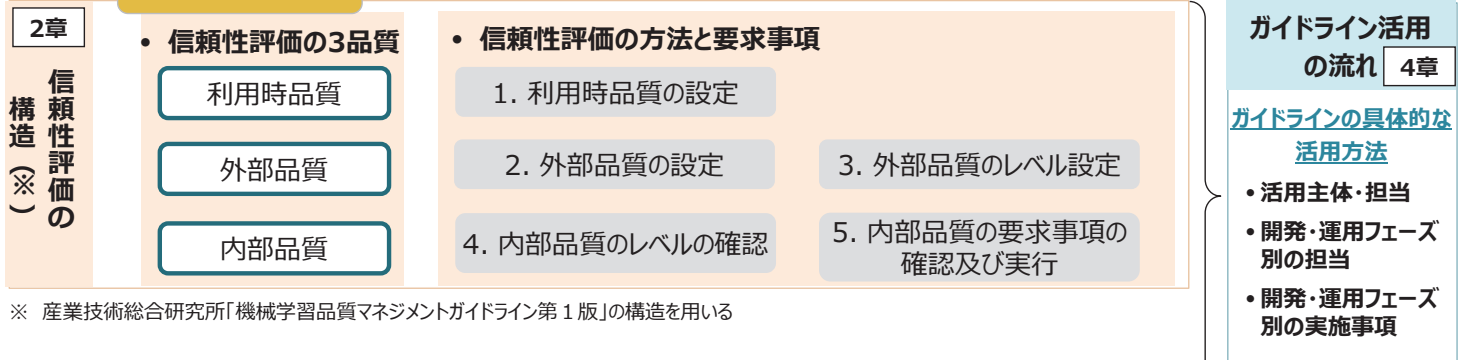 2章
信頼性評価の
構造（※）
• 信頼性評価の3品質
利用時品質
外部品質
内部品質
• 信頼性評価の方法と要求事項
1. 利用時品質の設定
2. 外部品質の設定
3. 外部品質のレベル設定
4. 内部品質のレベルの確認
5. 内部品質の要求事項の
確認及び実行
※ 産業技術総合研究所「機械学習品質マネジメントガイドライン第１版」の構造を用いる
ガイドライン活用
の流れ 4章
ガイドラインの具体的な
活用方法
• 活用主体・担当
• 開発・運用フェーズ
別の担当
• 開発・運用フェーズ
別の実施事項